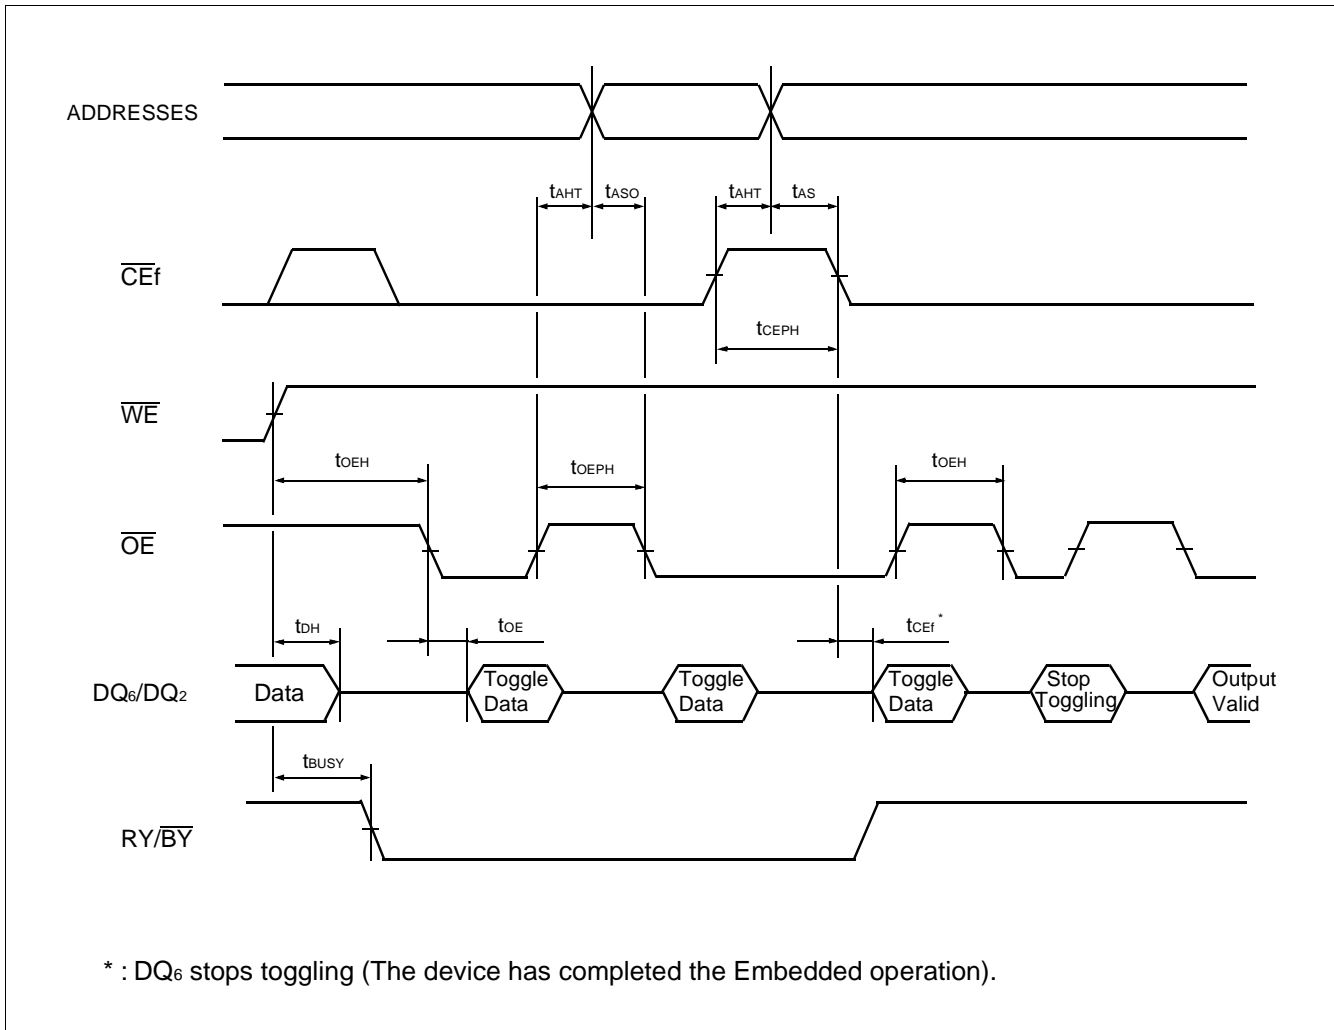 ADDRESSES
tAHT tASO tAHT tAS
CEf
tCEPH
WE
tOEH tOEPH tOEH
OE
tDH tOE tCEf *
DQ6/DQ2 Data Toggle Data Toggle Data Toggle Data Stop Toggling Output Valid
tBUSY
RY/BY
* : DQ6 stops toggling (The device has completed the Embedded operation).